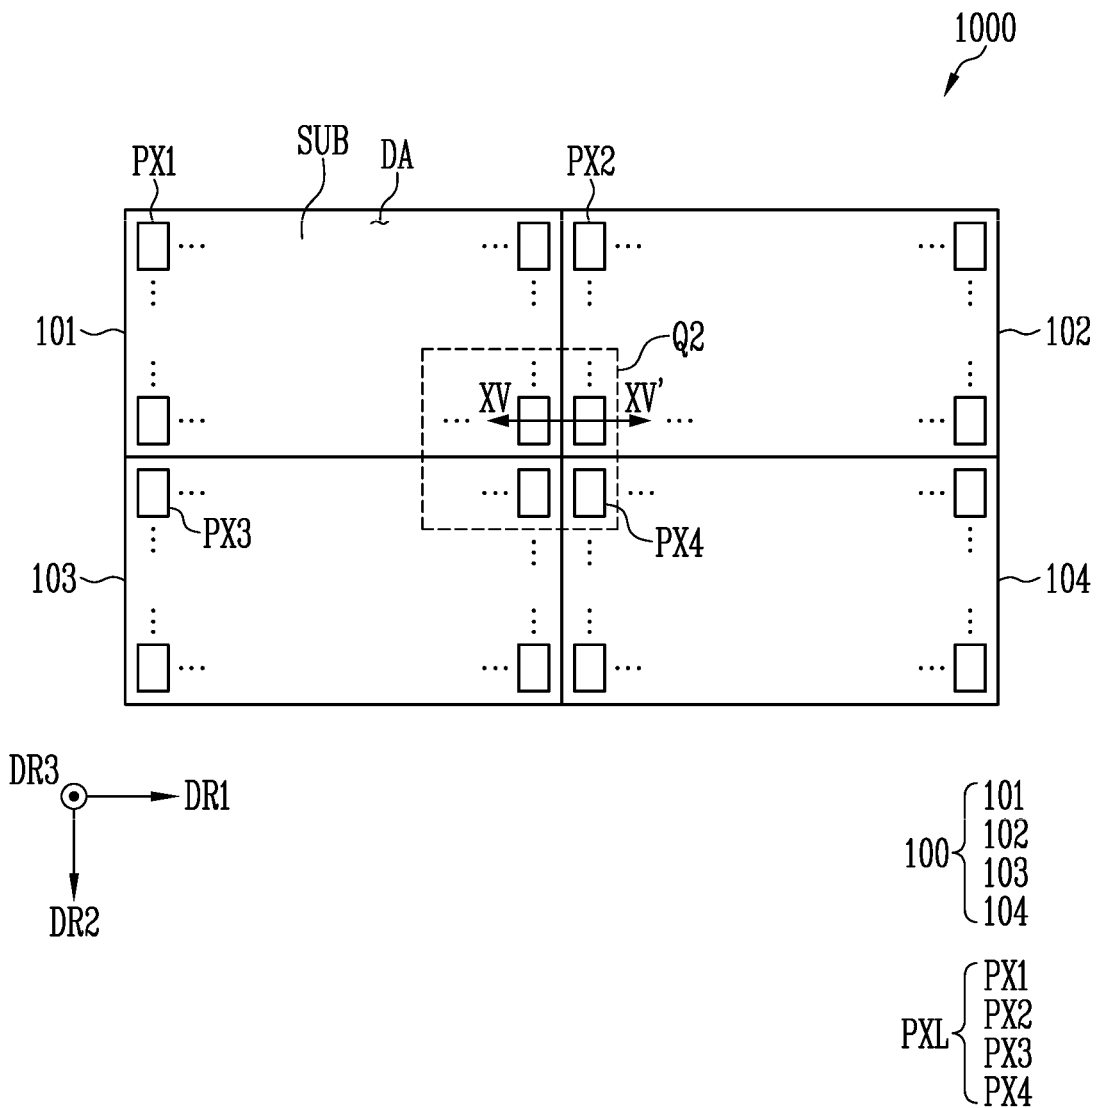 1000
PX1 SUB DA PX2
101 102
Q2
XV XV'
PX3 PX4
103 104
DR3 DR1
DR2
100 101
102
103
104
PXL PX1
PX2
PX3
PX4